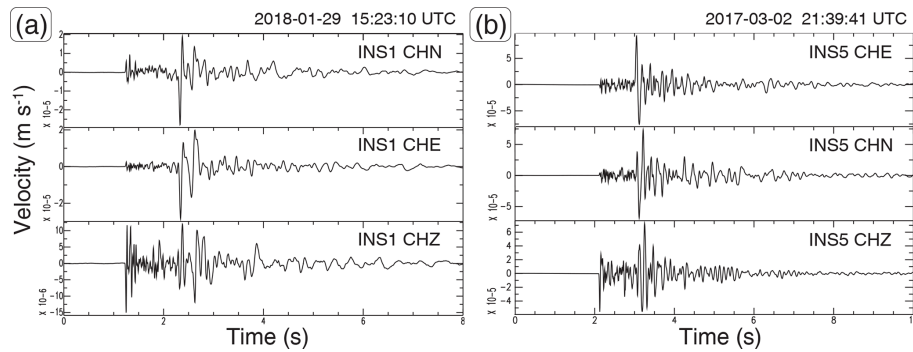 (a) 2018-01-29 15:23:10 UTC
INS1 CHN
1
0
−1
−2
X 10−5
INS1 CHE
2
0
−2
X 10−5
INS1 CHZ
10
5
0
−5
−10
−15
X 10−6
0 2 4 6 8
Time (s)
Velocity (m s-1)
(b) 2017-03-02 21:39:41 UTC
INS5 CHE
5
0
−5
X 10−5
INS5 CHN
5
0
−5
X 10−5
INS5 CHZ
6
4
2
0
−2
−4
X 10−5
0 2 4 6 8 10
Time (s)